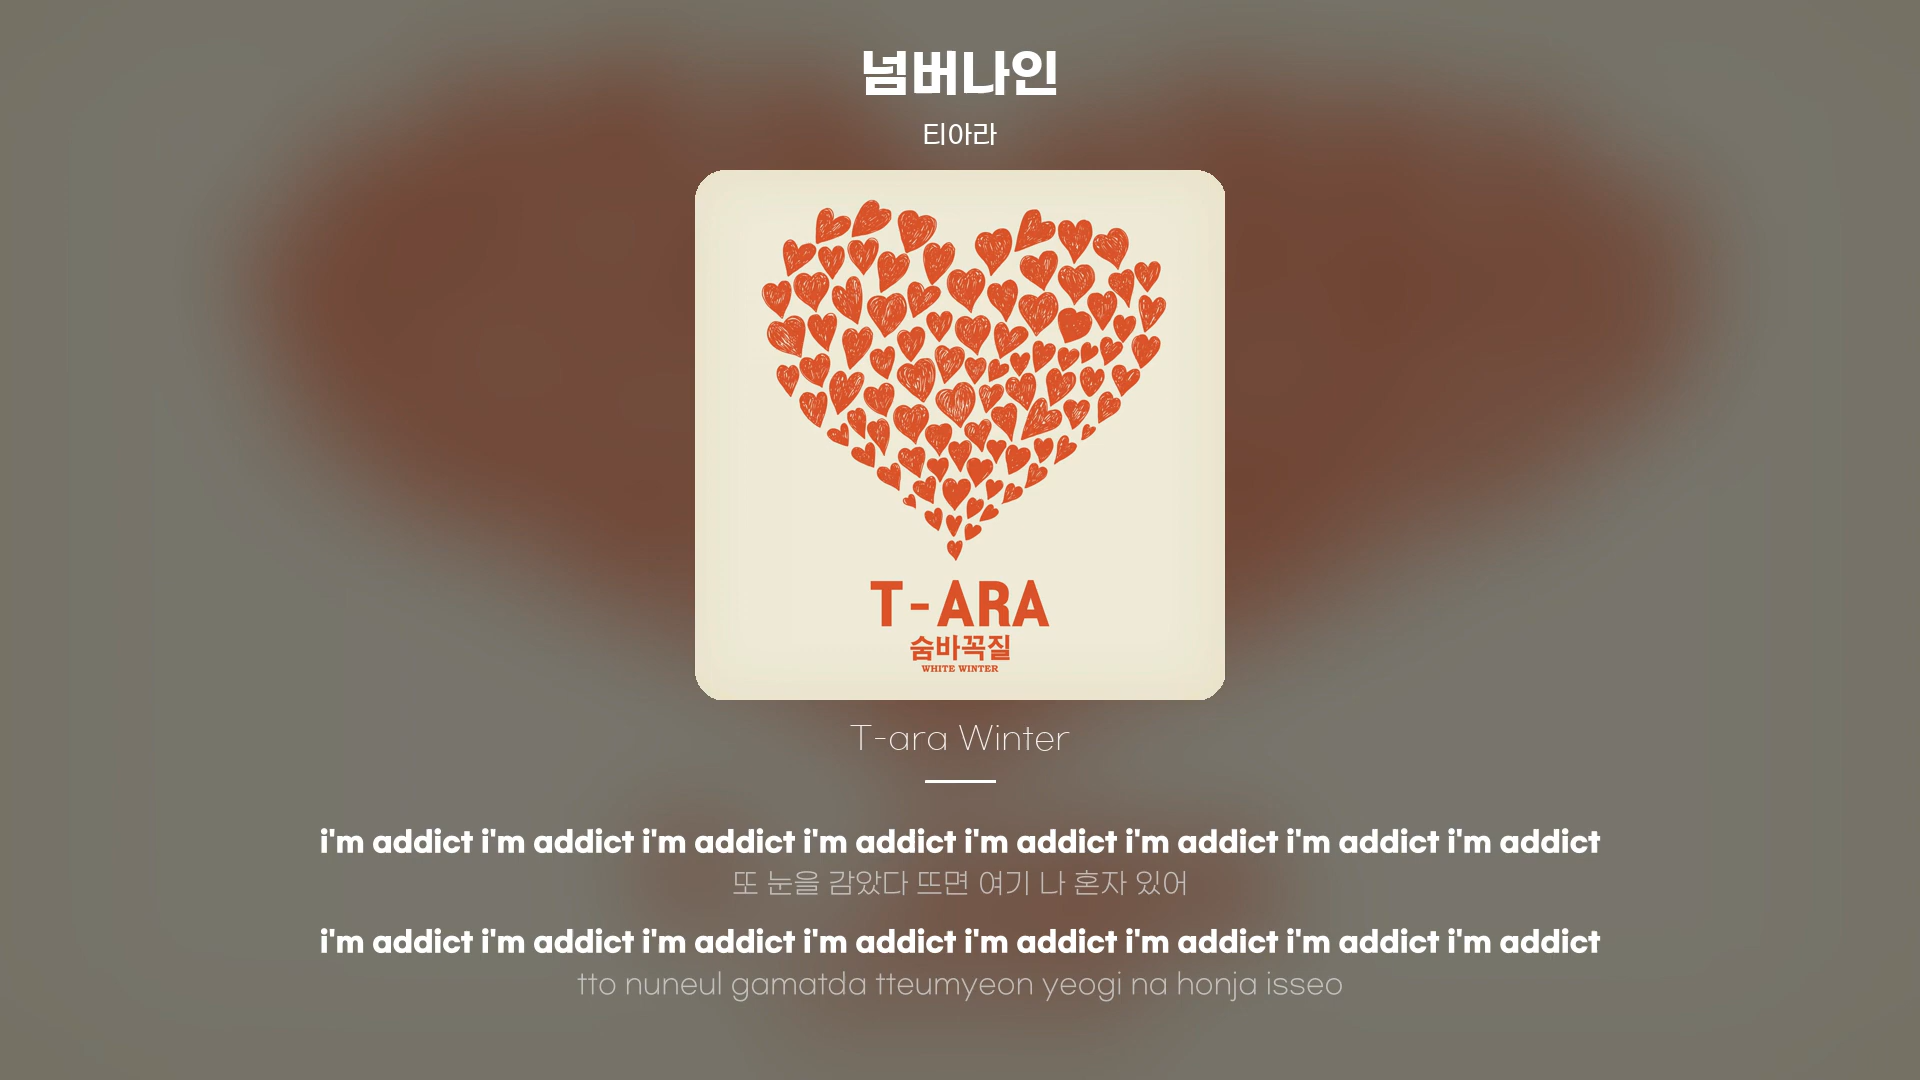 넘버나인
티아라
T-ARA
숨바꼭질
WHITE WINTER
T-ara Winter
i'm addict i'm addict i'm addict i'm addict i'm addict i'm addict i'm addict i'm addict
또 눈을 감았다 뜨면 여기 나 혼자 있어
i'm addict i'm addict i'm addict i'm addict i'm addict i'm addict i'm addict i'm addict
tto nuneul gamatda tteumyeon yeogi na honja isseo